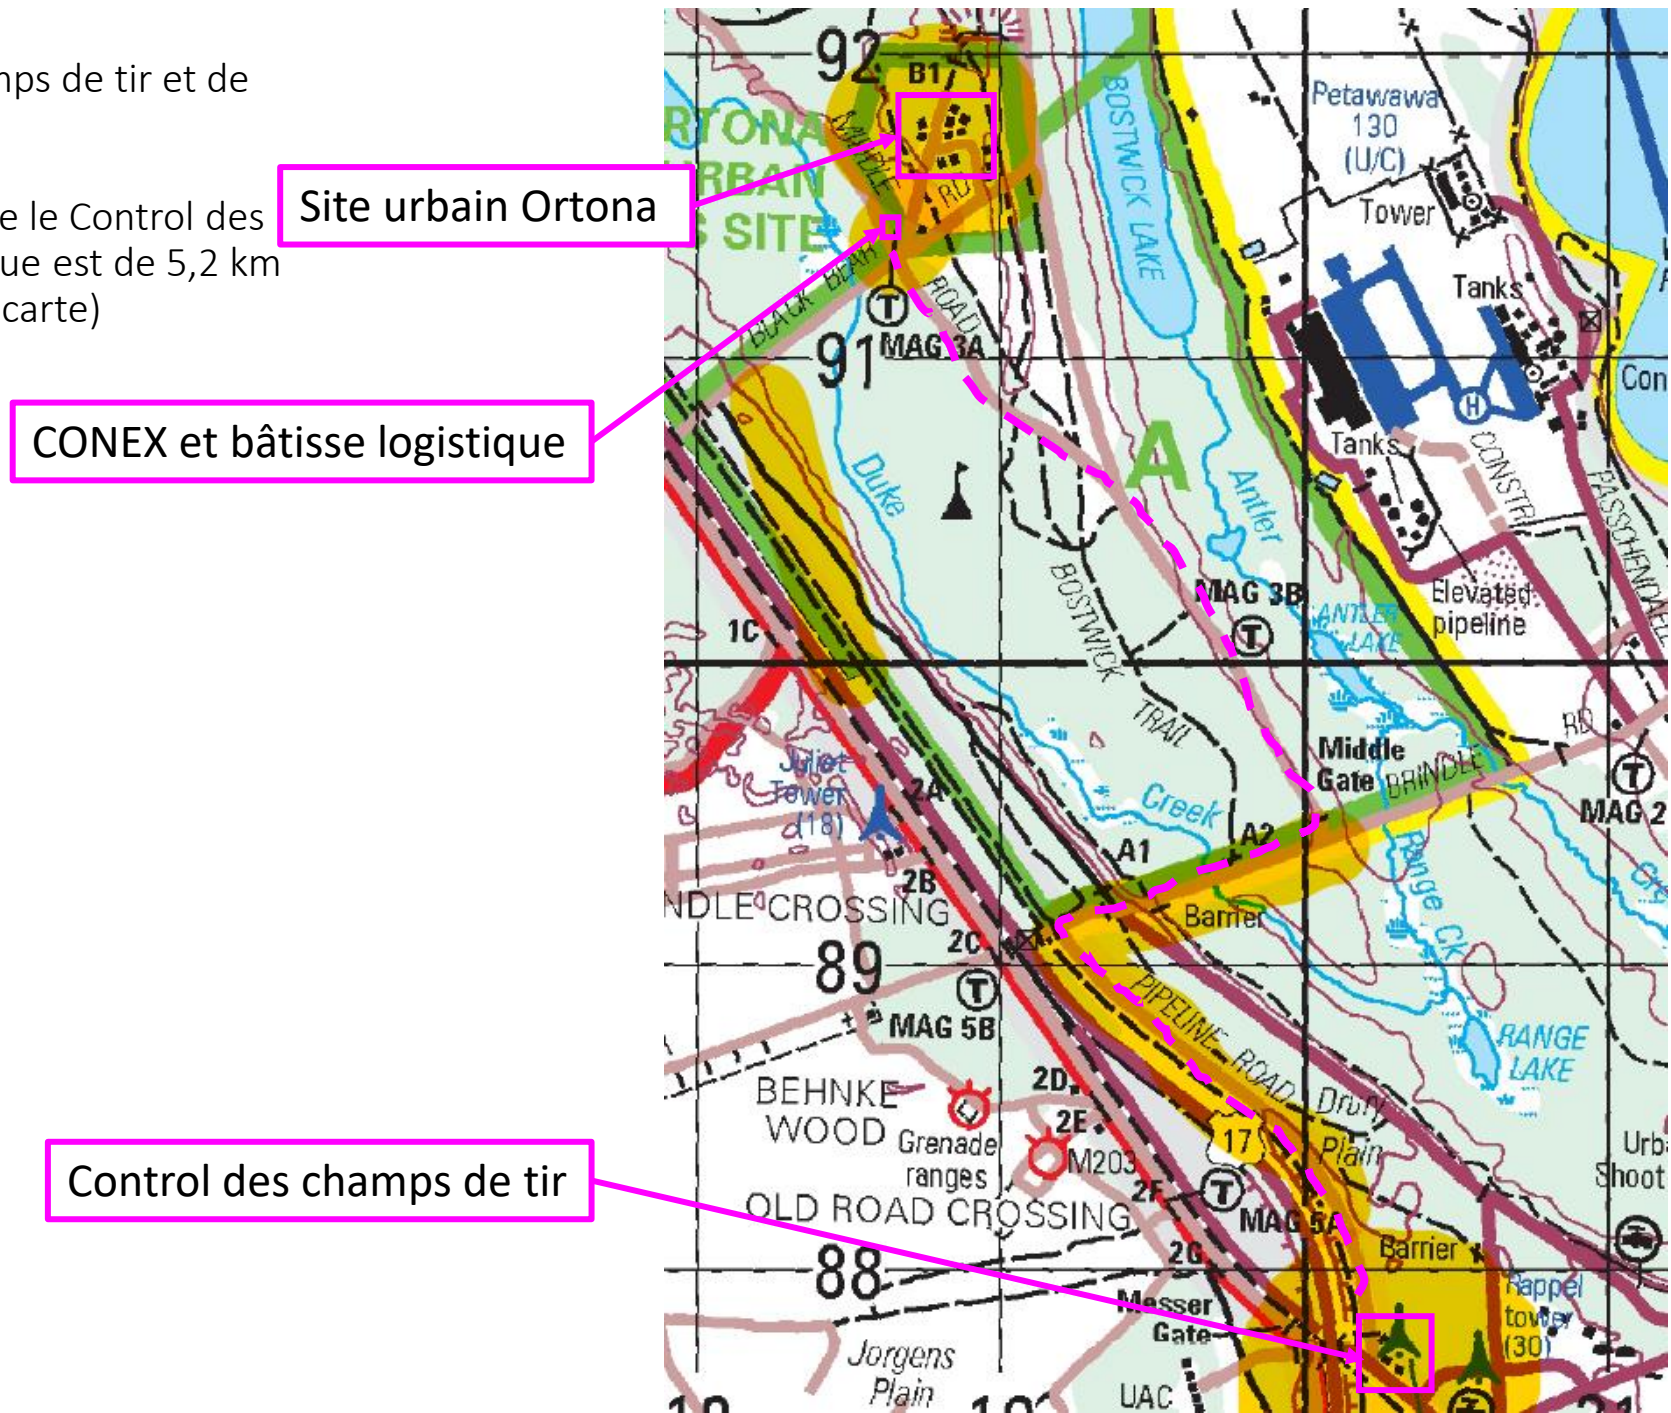 mps de tir et de
e le Control des
ue est de 5,2 km
carte)
Site urbain Ortona
CONEX et bâtisse logistique
Control des champs de tir
92
B1
RTONA
URBAN
S SITE
MAPLE
RD
BOSTWICK LAKE
Petawawa
130
(U/C)
Tower
Tanks
BLACK BEAR
ROAD
T
MAG 3A
91
Con
H
Tanks
CONSTR
PASSCHENDAELE
A
Duke
Antler
MAG 3B
T
Elevated
pipeline
ANTLER
LAKE
1C
BOSTWICK
TRAIL
RD
Middle
Gate
BRINDLE
T
MAG 2
Juliet
Tower
(18)
2A
Creek
A2
A1
Range CK
Cre
2B
NDLE CROSSING
Barrier
2C
89
T
MAG 5B
PIPELINE ROAD
RANGE
LAKE
BEHNKE
WOOD
2D
2E
Grenade
ranges
M203
17
Drury
Plain
Urba
Shoot
2F
T
MAG 5A
OLD ROAD CROSSING
2G
Barrier
88
Rappel
tower
(30)
Messer
Gate
Jorgens
Plain
UAC